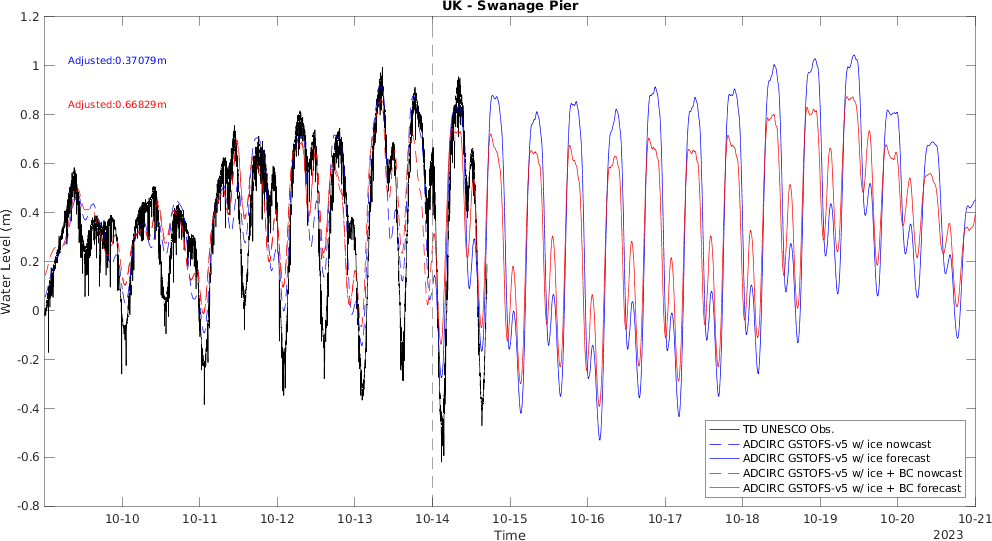 UK - Swanage Pier
1.2
1
0.8
0.6
0.4
0.2
0
-0.2
-0.4
-0.6
-0.8
Water Level (m)
Adjusted:0.37079m
Adjusted:0.66829m
TD UNESCO Obs.
ADCIRC GSTOFS-v5 w/ ice nowcast
ADCIRC GSTOFS-v5 w/ ice forecast
ADCIRC GSTOFS-v5 w/ ice + BC nowcast
ADCIRC GSTOFS-v5 w/ ice + BC forecast
10-10 10-11 10-12 10-13 10-14 10-15 10-16 10-17 10-18 10-19 10-20 10-21
Time
2023